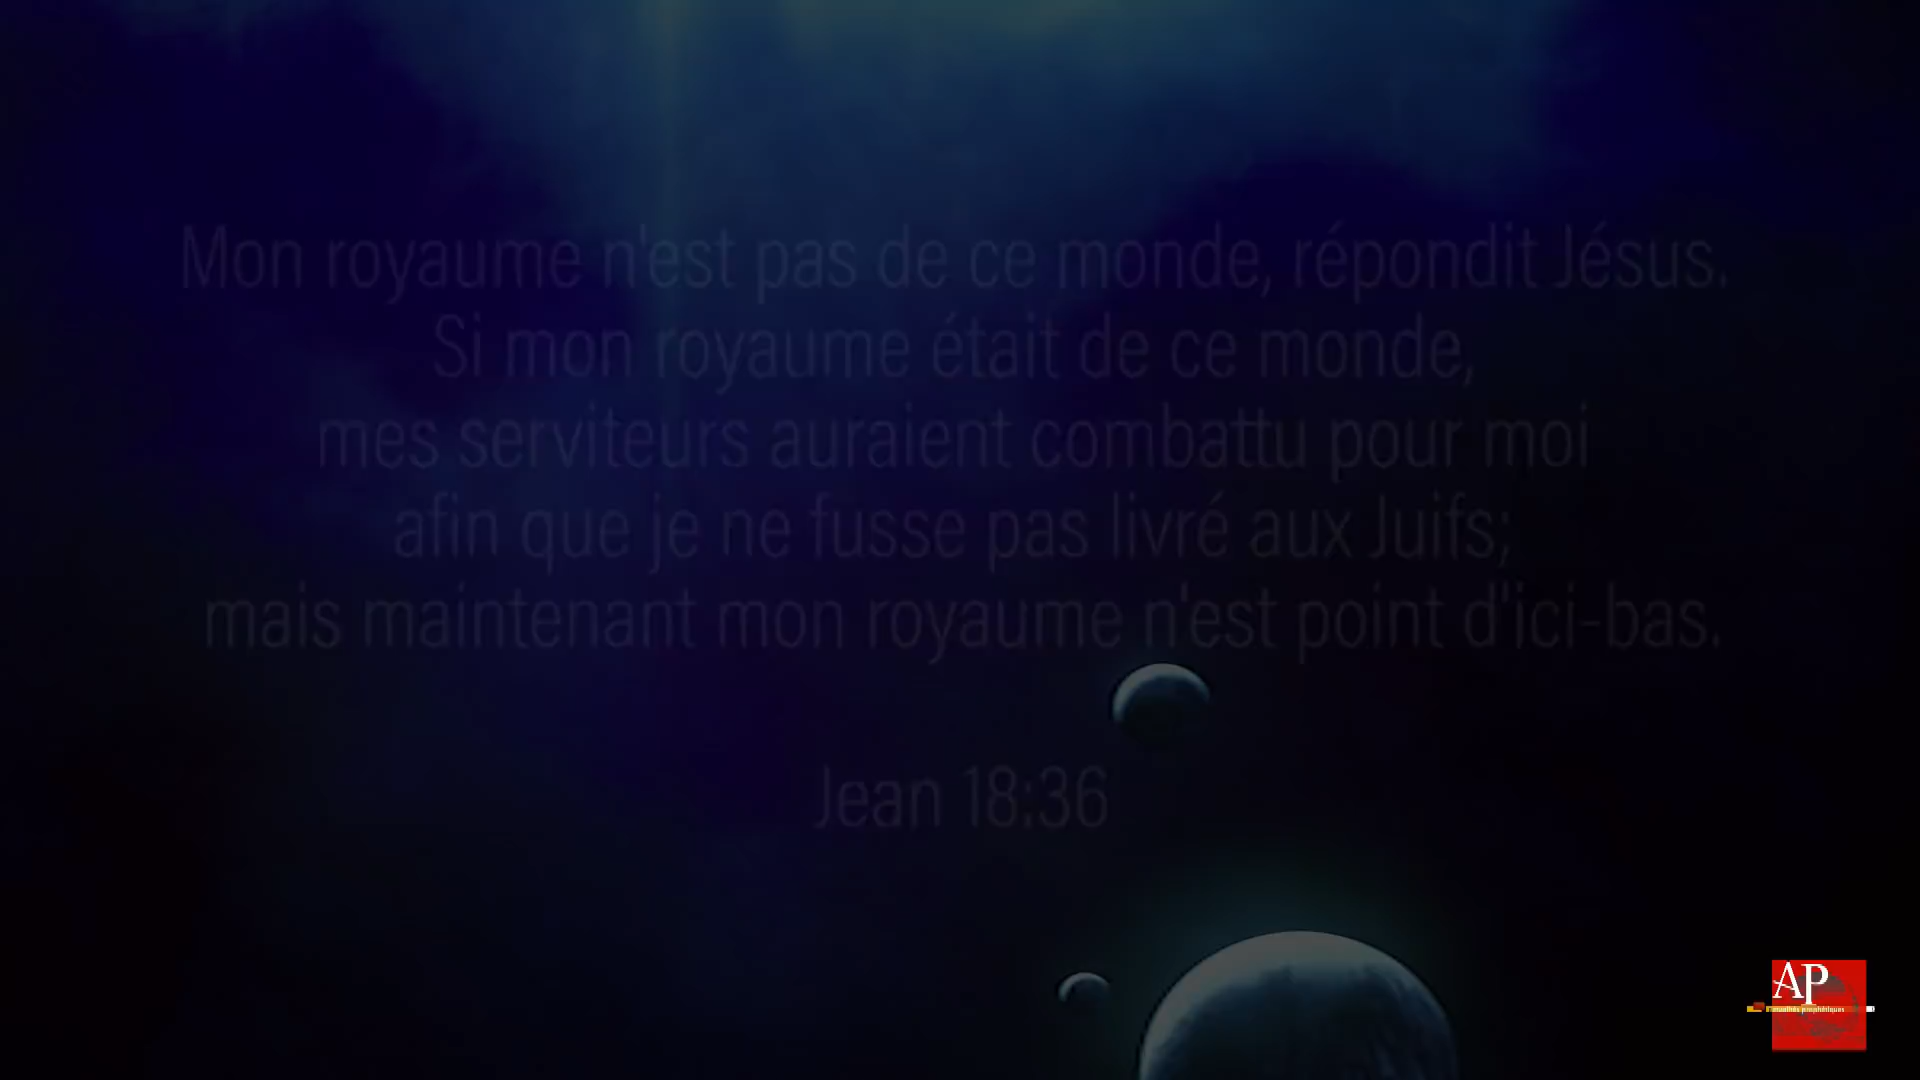 Mon royaume n'est pas de ce monde, répondit Jésus.
Si mon royaume était de ce monde,
mes serviteurs auraient combattu pour moi
afin que je ne fusse pas livré aux Juifs;
mais maintenant mon royaume n'est point d'ici-bas.
Jean 18:36
AP